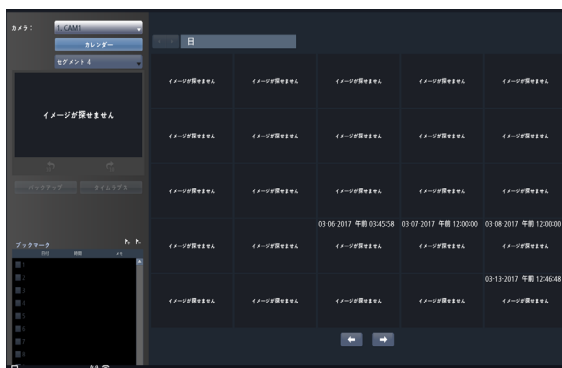 カメラ：
1. CAM1
カレンダー
セグメント 4
日
イメージが探せません
バックアップ
タイムラプス
ブックマーク
日付 時間 メモ
1
2
3
4
5
6
7
8
イメージが探せません イメージが探せません イメージが探せません イメージが探せません イメージが探せません
イメージが探せません イメージが探せません イメージが探せません イメージが探せません イメージが探せません
イメージが探せません イメージが探せません イメージが探せません イメージが探せません イメージが探せません
03-06-2017 午前 03:45:58 03-07-2017 午前 12:00:00 03-08-2017 午前 12:00:00
イメージが探せません イメージが探せません イメージが探せません イメージが探せません イメージが探せません
03-13-2017 午前 12:46:48
イメージが探せません イメージが探せません イメージが探せません イメージが探せません イメージが探せません